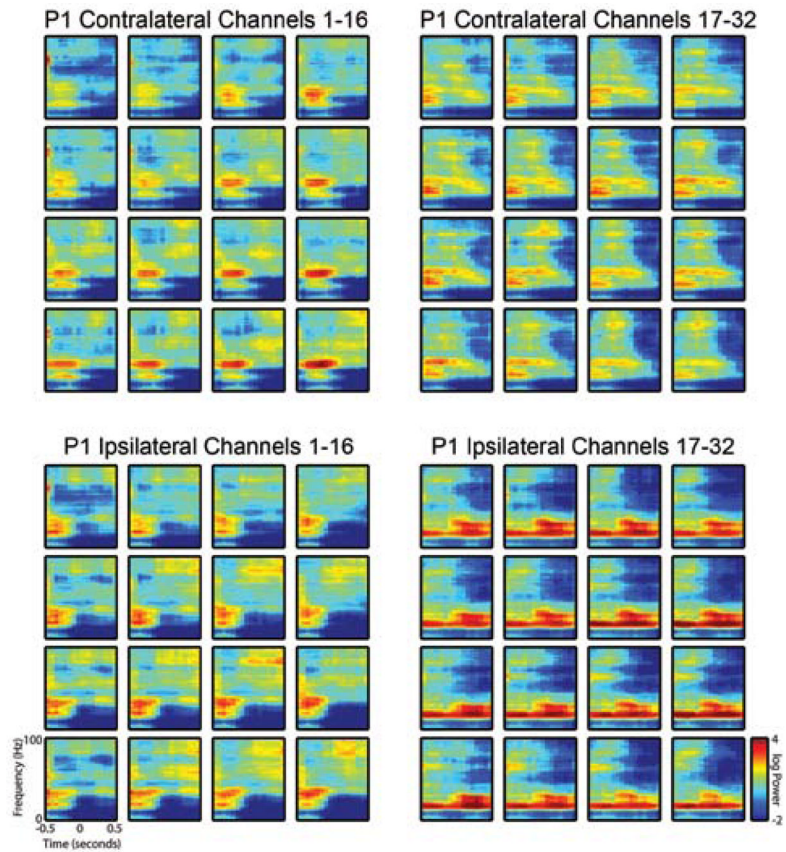 P1 Contralateral Channels 1-16
P1 Contralateral Channels 17-32
P1 Ipsilateral Channels 1-16
P1 Ipsilateral Channels 17-32
100
Frequency (Hz)
0
-0.5 0 0.5
Time (seconds)
4
log Power
-2